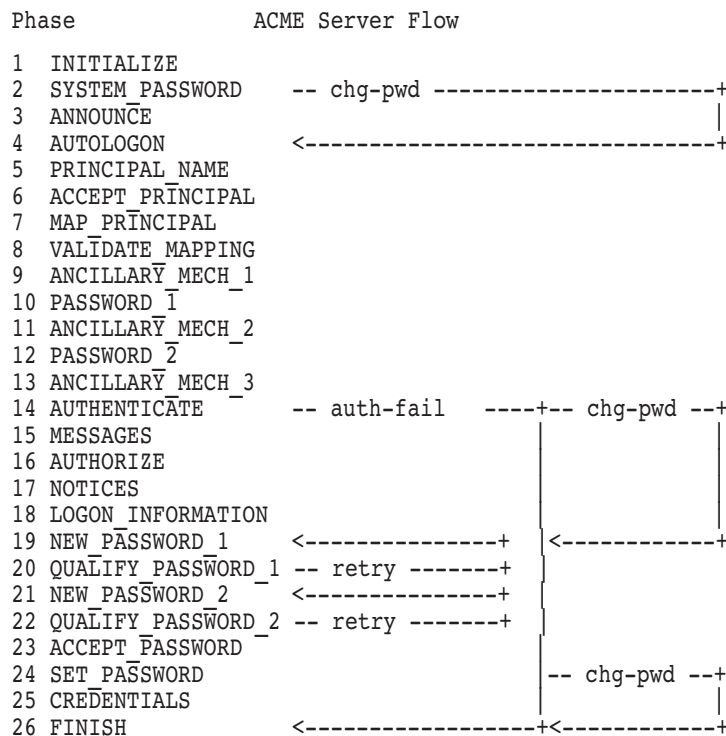 Phase ACME Server Flow
1 INITIALIZE
2 SYSTEM_PASSWORD -- chg-pwd ----------------------+
3 ANNOUNCE |
4 AUTOLOGON <--------------------------------+
5 PRINCIPAL_NAME
6 ACCEPT_PRINCIPAL
7 MAP_PRINCIPAL
8 VALIDATE_MAPPING
9 ANCILLARY_MECH_1
10 PASSWORD_1
11 ANCILLARY_MECH_2
12 PASSWORD_2
13 ANCILLARY_MECH_3
14 AUTHENTICATE -- auth-fail ----+-- chg-pwd --+
15 MESSAGES | |
16 AUTHORIZE | |
17 NOTICES | |
18 LOGON_INFORMATION | |
19 NEW_PASSWORD_1 <---------------+ |<------------+
20 QUALIFY_PASSWORD_1 -- retry -------+ |
21 NEW_PASSWORD_2 <---------------+ |
22 QUALIFY_PASSWORD_2 -- retry -------+ |
23 ACCEPT_PASSWORD |
24 SET_PASSWORD |-- chg-pwd --+
25 CREDENTIALS | |
26 FINISH <------------------+<------------+